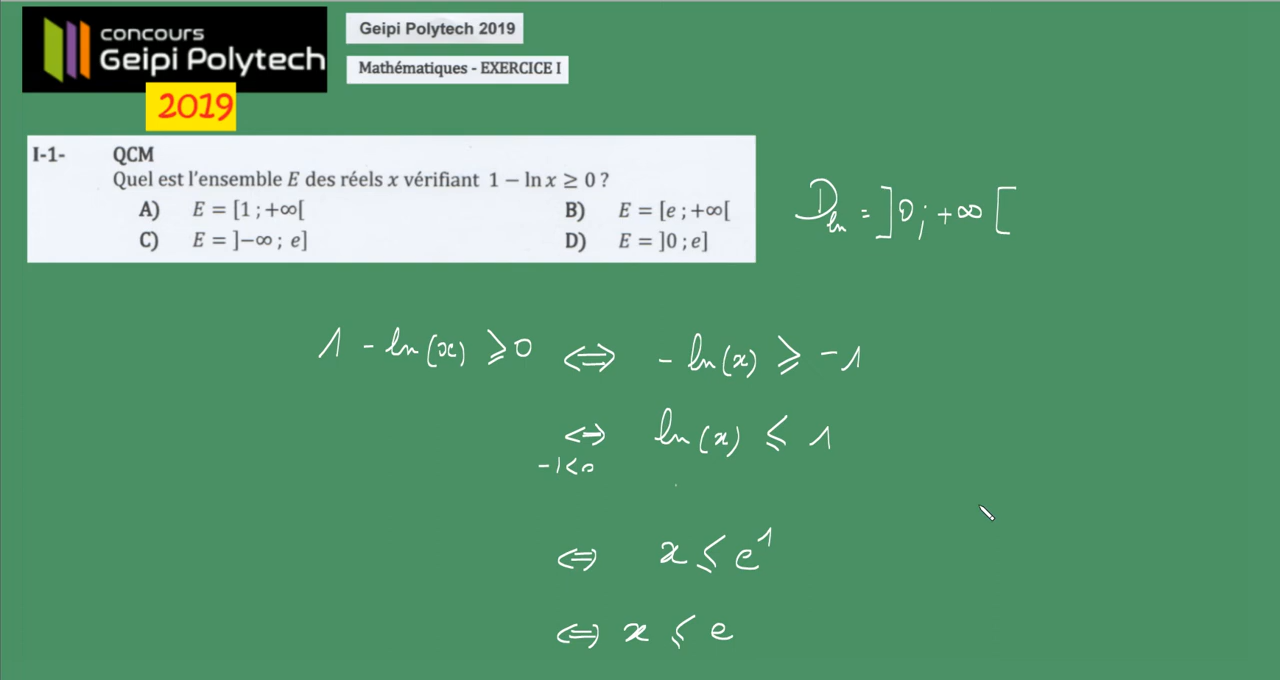 concours
Geipi Polytech
2019
Geipi Polytech 2019
Mathématiques - EXERCICE I
I-1- QCM
Quel est l'ensemble E des réels x vérifiant 1 − ln x ≥ 0 ?
A) E = [1 ; +∞[ B) E = [e ; +∞[
C) E = ]−∞ ; e] D) E = ]0 ; e]
D_ln = ]0 ; +∞[
1 - ln(x) ⩾ 0 ⇔ - ln(x) ⩾ -1
⇔ ln(x) ⩽ 1
-1<0
⇔ x ⩽ e^1
⇔ x ⩽ e